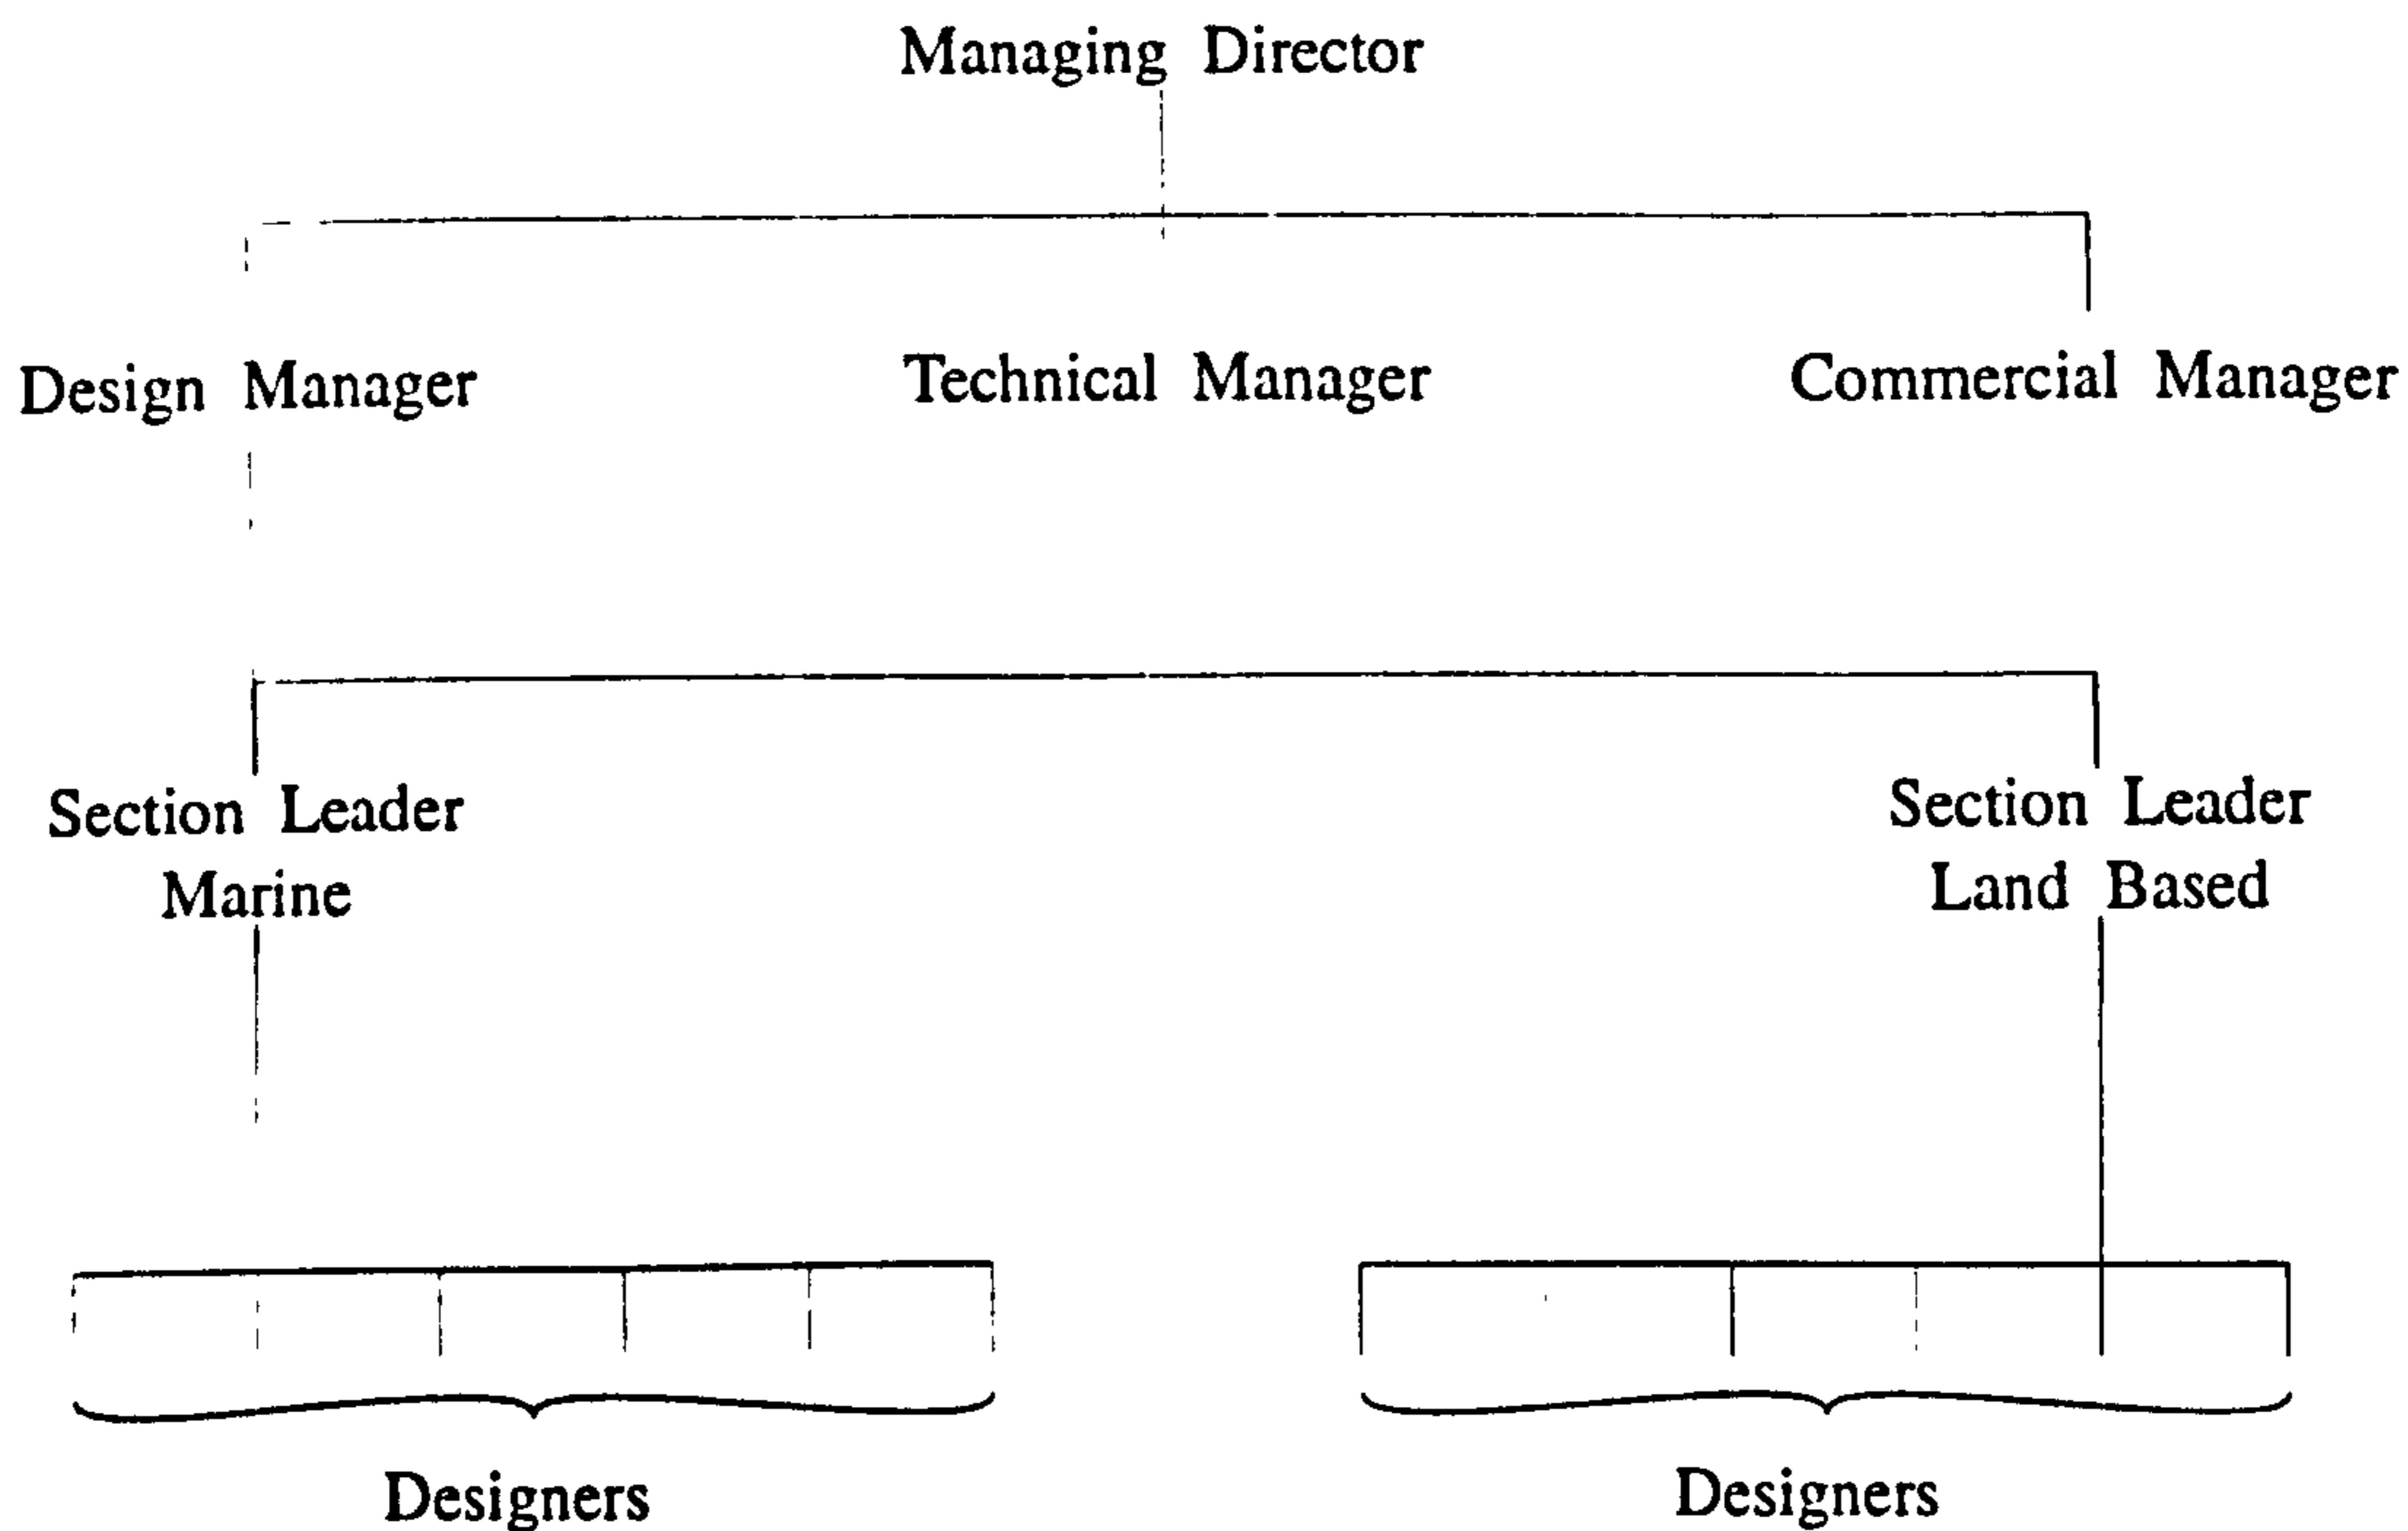 Managing Director
Design Manager
Technical Manager
Commercial Manager
Section Leader
Marine
Section Leader
Land Based
Designers
Designers